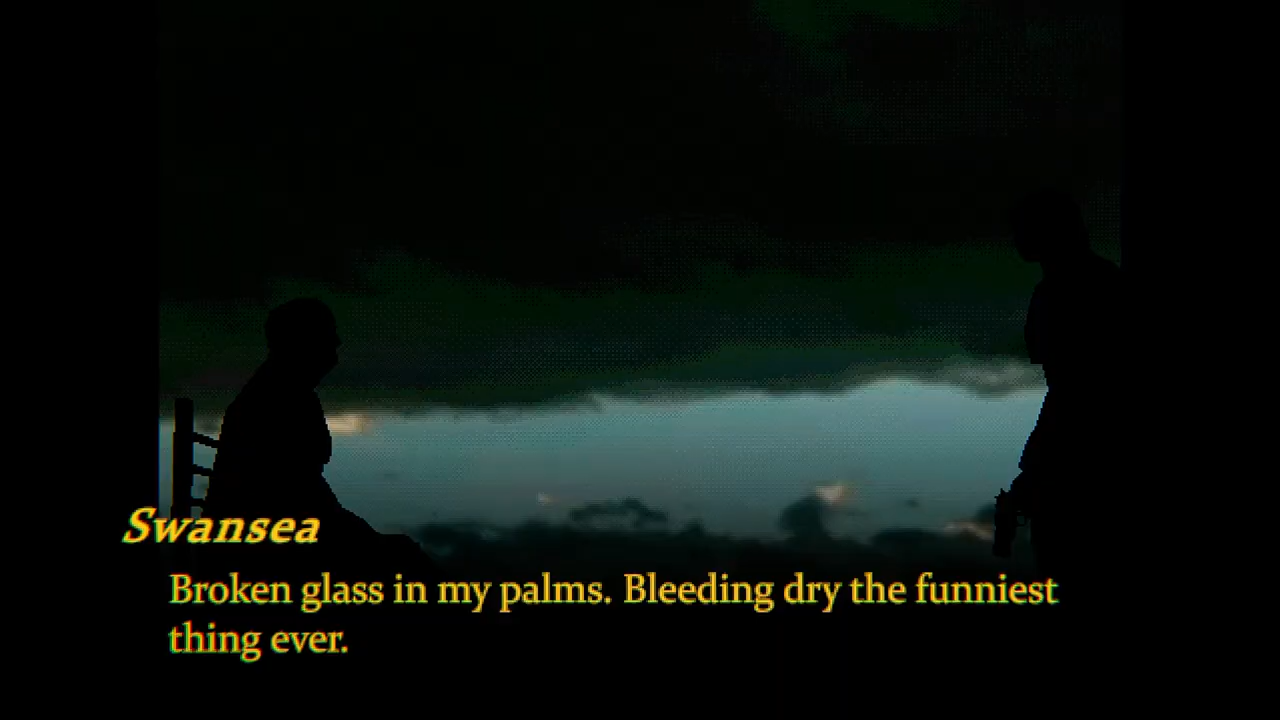 Swansea
Broken glass in my palms. Bleeding dry the funniest
thing ever.